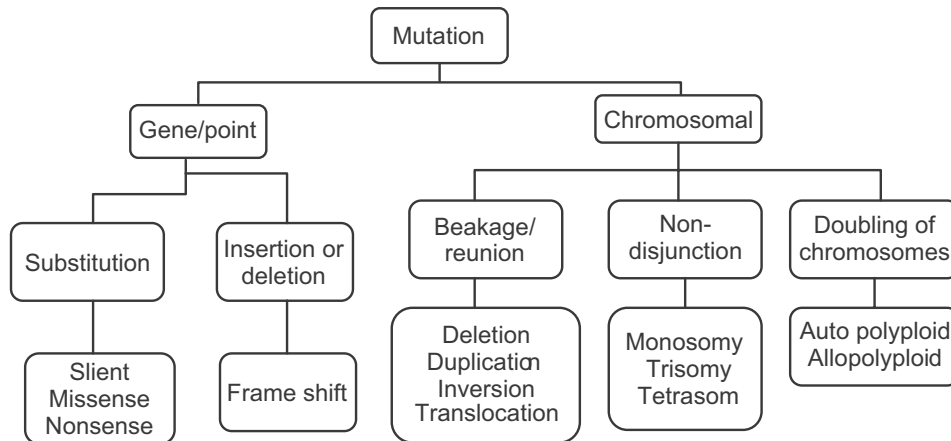 Mutation
Gene/point
Chromosomal
Substitution
Insertion or
deletion
Beakage/
reunion
Non-
disjunction
Doubling of
chromosomes
Slient
Missense
Nonsense
Frame shift
Deletion
Duplication
Inversion
Translocation
Monosomy
Trisomy
Tetrasom
Auto polyploid
Allopolyploid